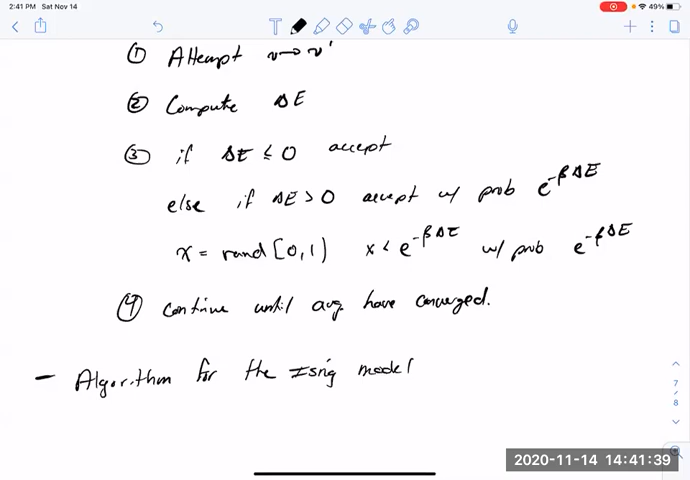 2:41 PM Sat Nov 14
49%
① Attempt ν → ν'
② Compute ΔE
③ if ΔE ≤ 0 accept
else if ΔE > 0 accept w/ prob e^-βΔE
x = rand [0,1) x < e^-βΔE w/ prob e^-βΔE
④ Continue until avg. have converged.
– Algorithm for the Ising model
7
/
8
2020-11-14 14:41:39